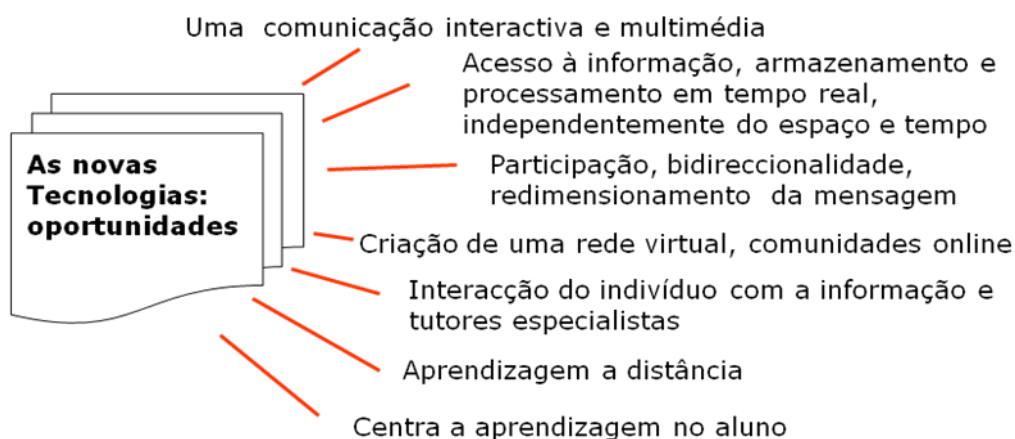 Uma comunicação interactiva e multimédia
Acesso à informação, armazenamento e
processamento em tempo real,
independentemente do espaço e tempo
As novas
Tecnologias:
oportunidades
Participação, bidireccionalidade,
redimensionamento da mensagem
Criação de uma rede virtual, comunidades online
Interacção do indivíduo com a informação e
tutores especialistas
Aprendizagem a distância
Centra a aprendizagem no aluno